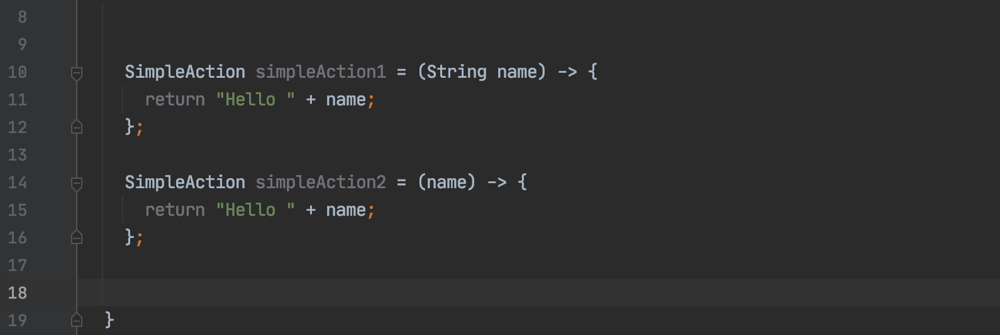 8
9
10 SimpleAction simpleAction1 = (String name) -> {
11 return "Hello " + name;
12 };
13
14 SimpleAction simpleAction2 = (name) -> {
15 return "Hello " + name;
16 };
17
18
19 }